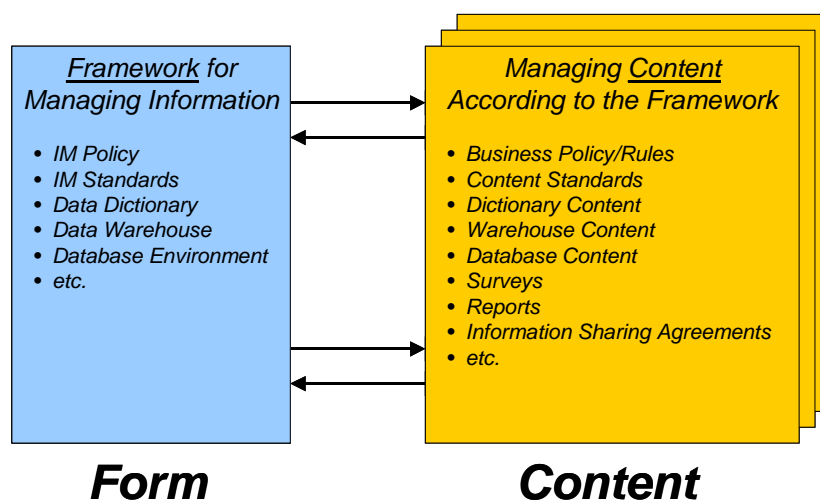 Framework for
Managing Information
• IM Policy
• IM Standards
• Data Dictionary
• Data Warehouse
• Database Environment
• etc.
Managing Content
According to the Framework
• Business Policy/Rules
• Content Standards
• Dictionary Content
• Warehouse Content
• Database Content
• Surveys
• Reports
• Information Sharing Agreements
• etc.
Form
Content